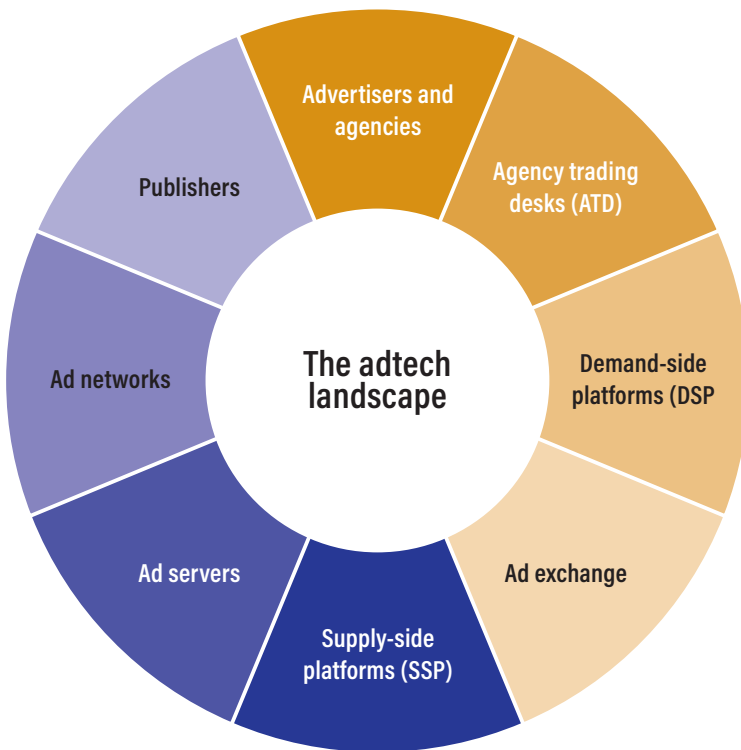 The adtech
landscape
Advertisers and
agencies
Agency trading
desks (ATD)
Demand-side
platforms (DSP
Ad exchange
Supply-side
platforms (SSP)
Ad servers
Ad networks
Publishers